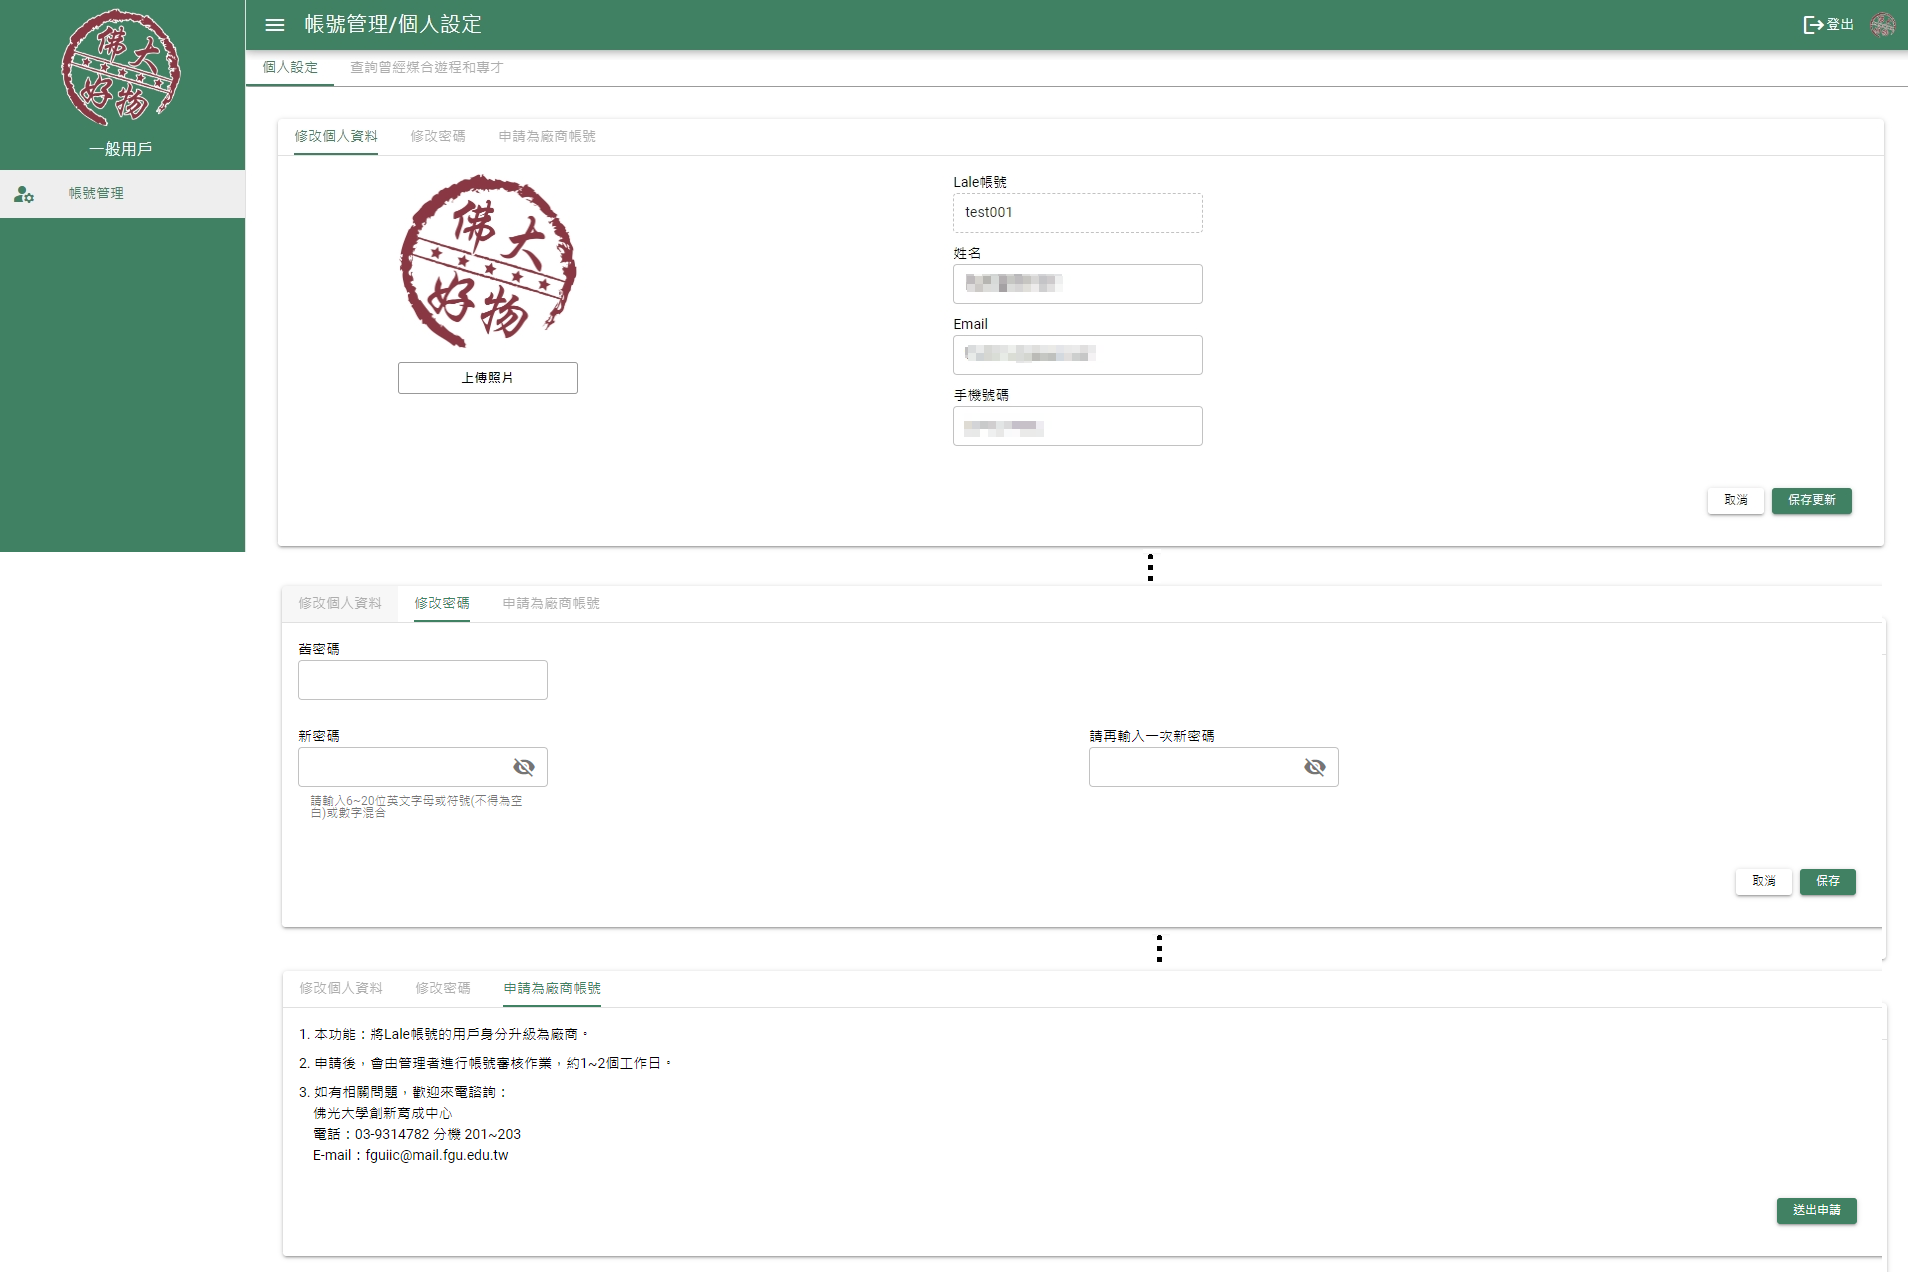 佛大
好物
一般用戶
帳號管理
帳號管理/個人設定
登出
個人設定
查詢曾經媒合遊程和專才
修改個人資料
修改密碼
申請為廠商帳號
佛大
好物
上傳照片
Lale帳號
test001
姓名
Email
手機號碼
取消
保存更新
修改個人資料
修改密碼
申請為廠商帳號
舊密碼
新密碼
請輸入6~20位英文字母或符號(不得為空
白)或數字混合
請再輸入一次新密碼
取消
保存
修改個人資料
修改密碼
申請為廠商帳號
1. 本功能：將Lale帳號的用戶身分升級為廠商。
2. 申請後，會由管理者進行帳號審核作業，約1~2個工作日。
3. 如有相關問題，歡迎來電諮詢：
佛光大學創新育成中心
電話：03-9314782 分機 201~203
E-mail：fguiic@mail.fgu.edu.tw
送出申請